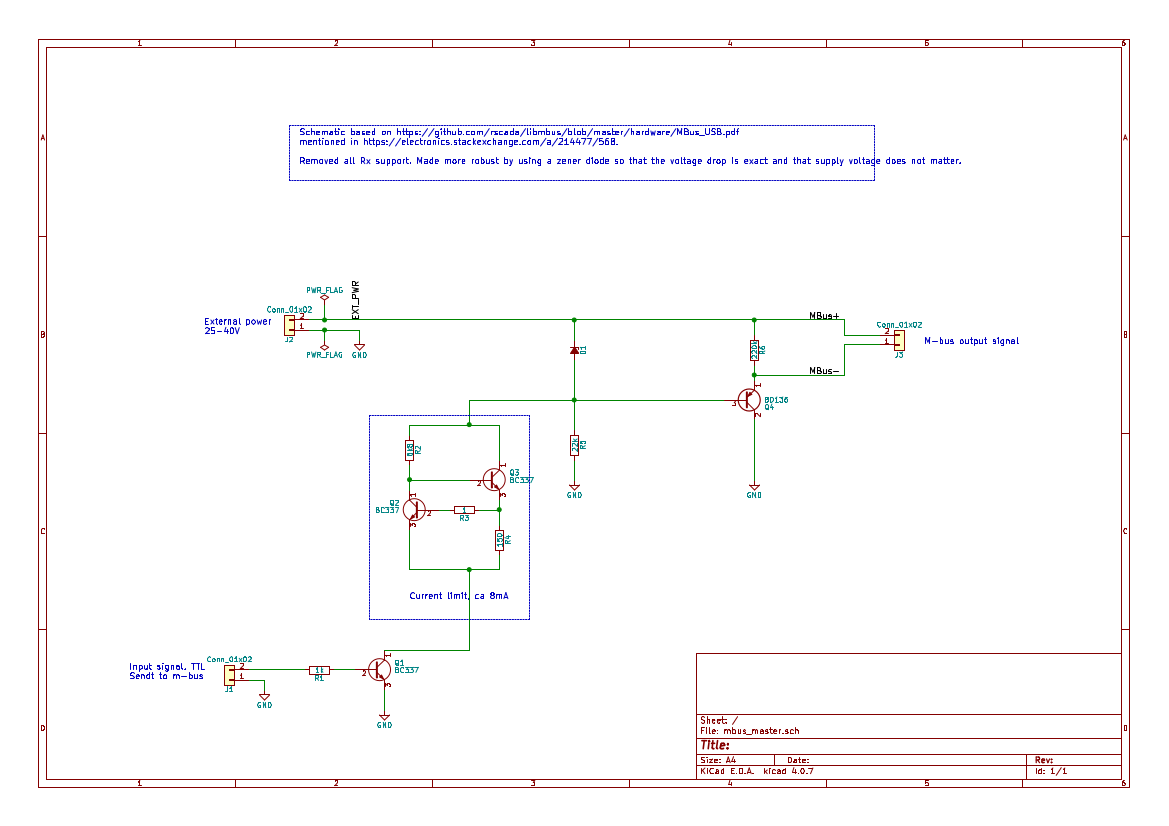 1 2 3 4 5 6
A A
Schematic based on https://github.com/rscada/libmbus/blob/master/hardware/MBus_USB.pdf
mentioned in https://electronics.stackexchange.com/a/214477/568.
Removed all Rx support. Made more robust by using a zener diode so that the voltage drop is exact and that supply voltage does not matter.
PWR_FLAG
EXT_PWR
Conn_01x02
External power
25-40V
2
1
J2
PWR_FLAG
GND
B B
MBus+
Conn_01x02
2
1
J3
M-bus output signal
D1
R6
MBus-
1
3
2
BD136
Q4
R2
22k
R5
GND
GND
1
Q3
BC337
2
3
Q2
BC337
1
2
3
1
R3
150
R4
C C
Current limit, ca 8mA
Input signal, TTL
Sendt to m-bus
Conn_01x02
2
1
J1
GND
R1
1
2
3
Q1
BC337
GND
Sheet: /
File: mbus_master.sch
Title:
Size: A4 Date: Rev:
KiCad E.D.A. kicad 4.0.7 Id: 1/1
D D
1 2 3 4 5 6